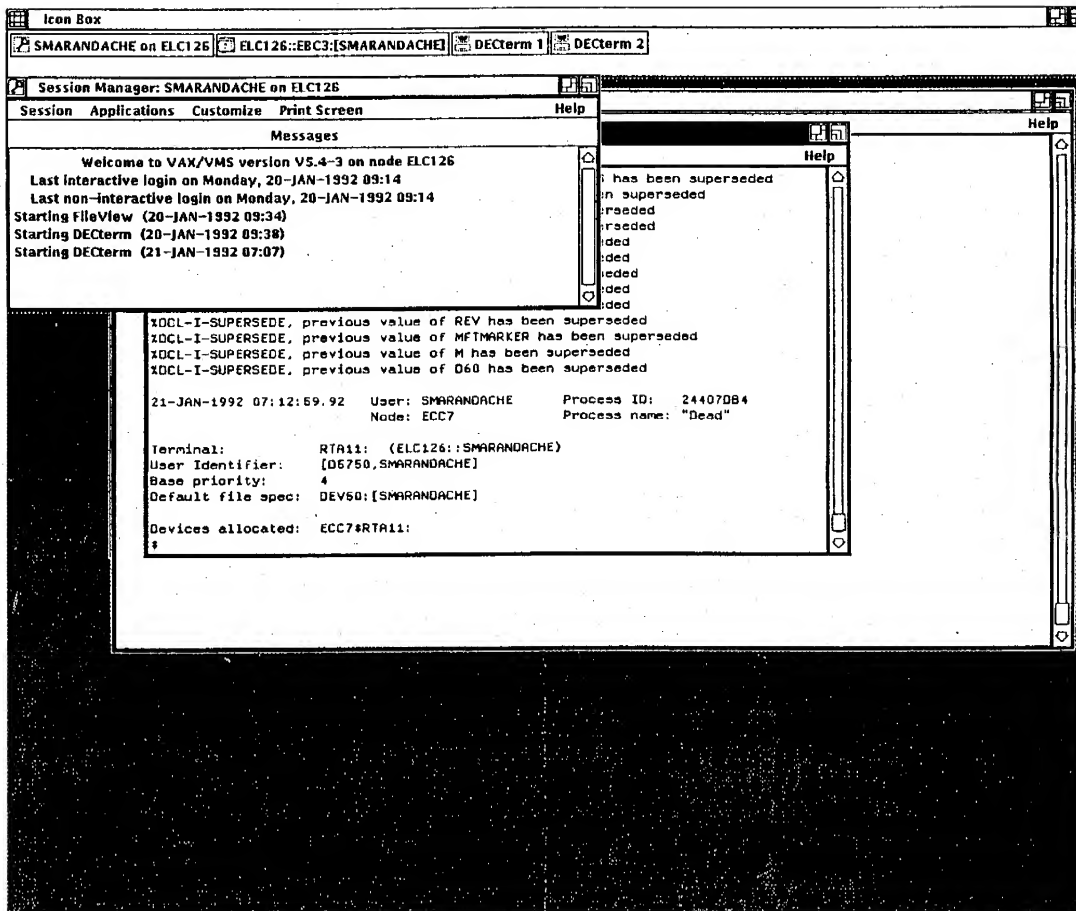 Icon Box
SMARANDACHE on ELC126 ELC126::EBC3:[SMARANDACHE] DECterm 1 DECterm 2
Session Manager: SMARANDACHE on ELC126
Session Applications Customize Print Screen Help
Messages
Welcome to VAX/VMS version V5.4-3 on node ELC126
Last interactive login on Monday, 20-JAN-1992 09:14
Last non-interactive login on Monday, 20-JAN-1992 09:14
Starting FileView (20-JAN-1992 09:34)
Starting DECterm (20-JAN-1992 09:38)
Starting DECterm (21-JAN-1992 07:07)
Help
Help
has been superseded
n superseded
erseded
erseded
eded
eded
eded
eded
eded
%DCL-I-SUPERSEDE, previous value of REV has been superseded
%DCL-I-SUPERSEDE, previous value of MFTMARKER has been superseded
%DCL-I-SUPERSEDE, previous value of M has been superseded
%DCL-I-SUPERSEDE, previous value of D60 has been superseded
21-JAN-1992 07:12:59.92 User: SMARANDACHE Process ID: 24407DB4
Node: ECC7 Process name: "Dead"
Terminal: RTA11: (ELC126::SMARANDACHE)
User Identifier: [D6750,SMARANDACHE]
Base priority: 4
Default file spec: DEV60:[SMARANDACHE]
Devices allocated: ECC7$RTA11:
$